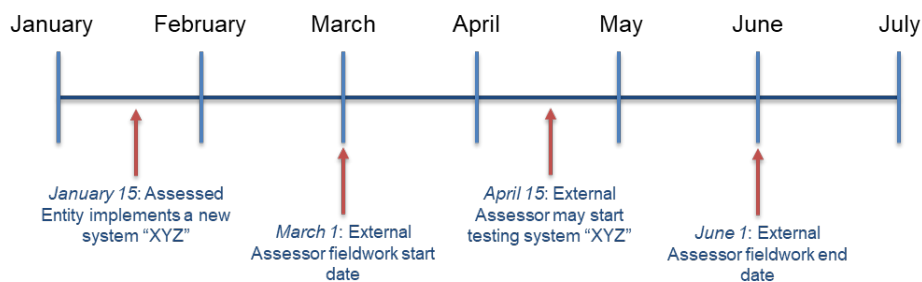 January February March April May June July
January 15: Assessed
Entity implements a new
system “XYZ”
March 1: External
Assessor fieldwork start
date
April 15: External
Assessor may start
testing system “XYZ”
June 1: External
Assessor fieldwork end
date